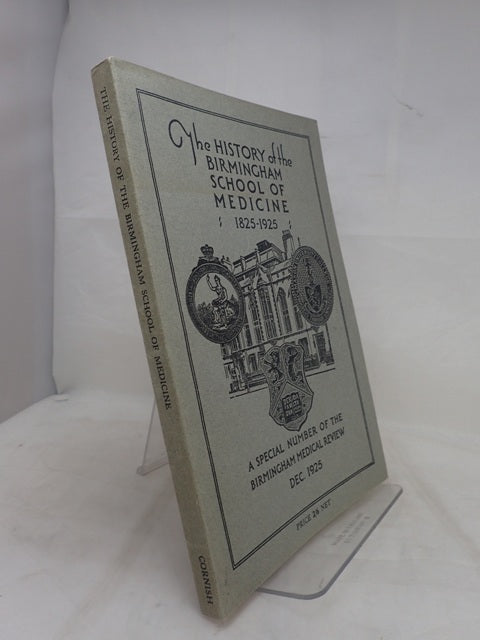 THE HISTORY OF THE BIRMINGHAM SCHOOL OF MEDICINE
CORNISH
The HISTORY of the
BIRMINGHAM
SCHOOL OF
MEDICINE
1825-1925
A SPECIAL NUMBER OF THE
BIRMINGHAM MEDICAL REVIEW
DEC. 1925
PRICE 2/6 NET